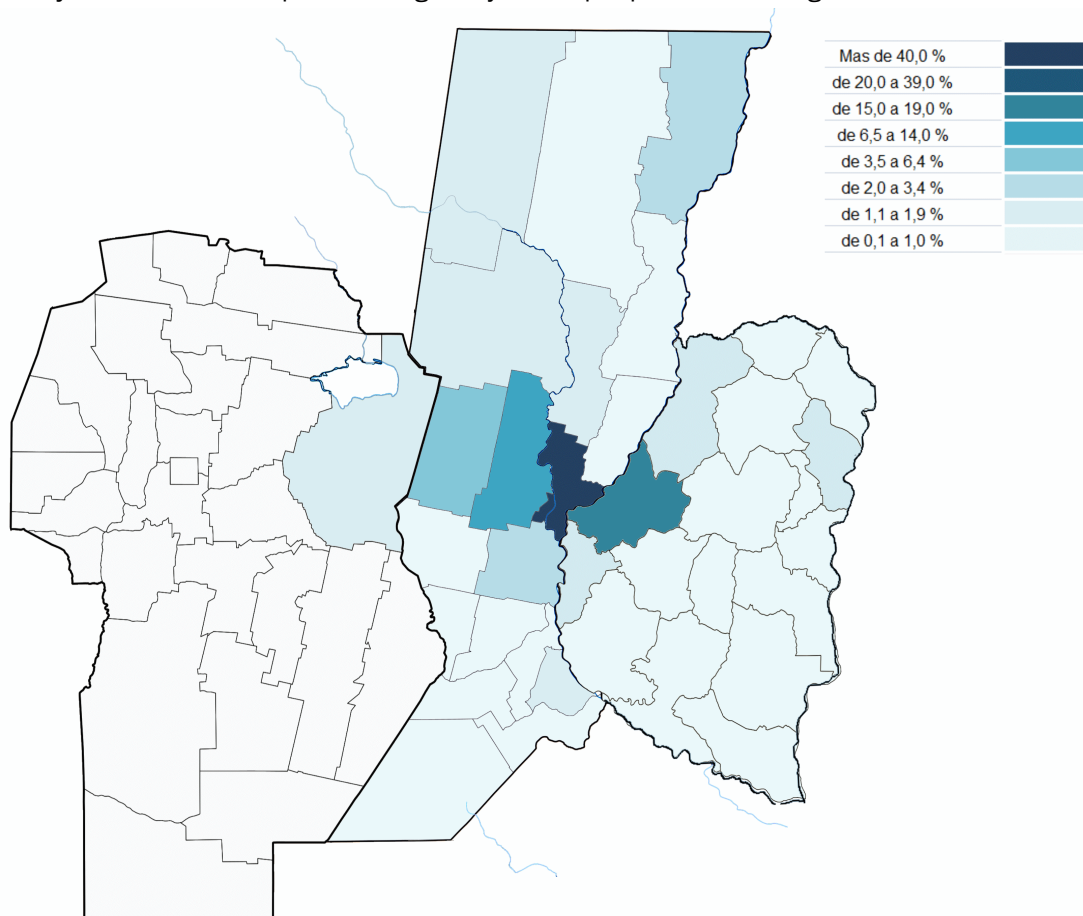 Mas de 40,0 %
de 20,0 a 39,0 %
de 15,0 a 19,0 %
de 6,5 a 14,0 %
de 3,5 a 6,4 %
de 2,0 a 3,4 %
de 1,1 a 1,9 %
de 0,1 a 1,0 %